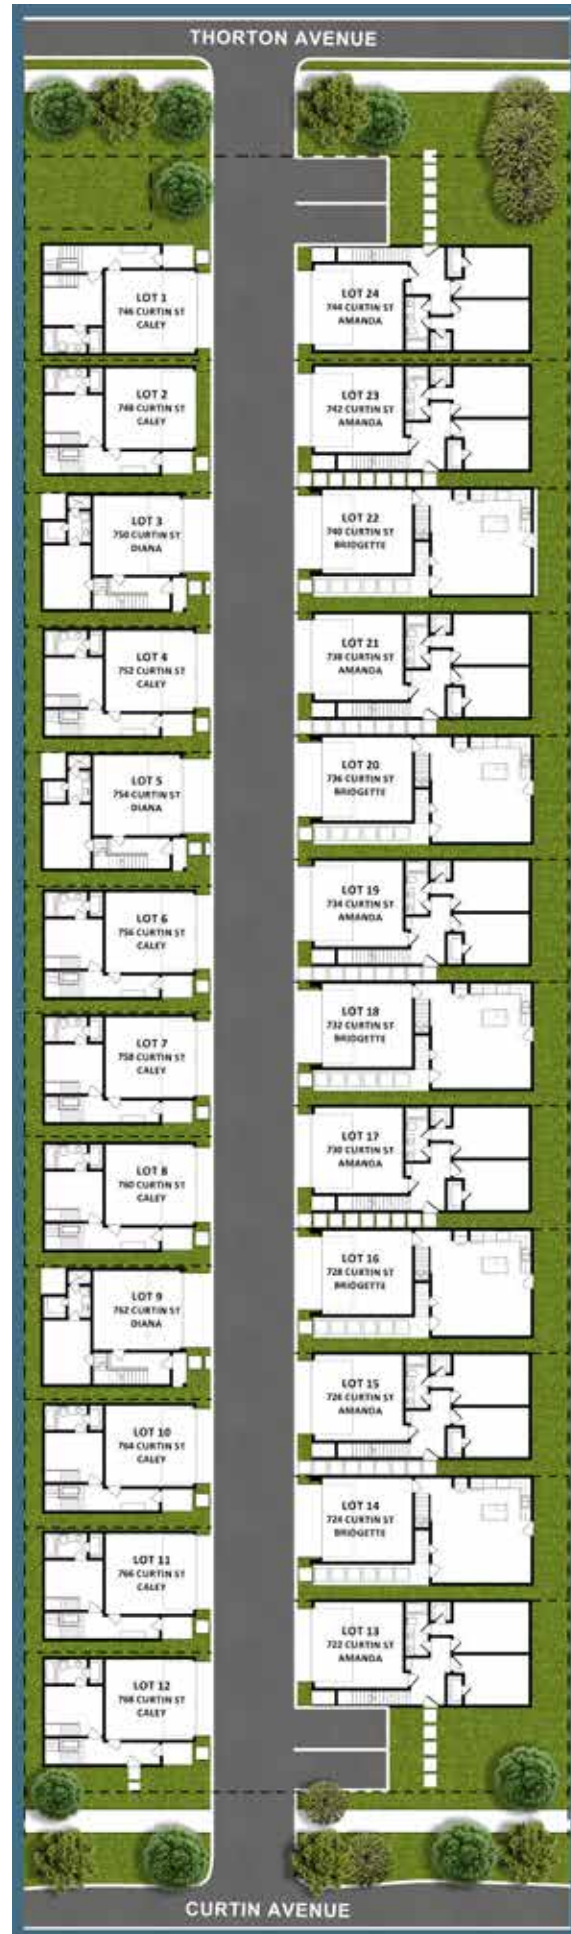 THORTON AVENUE
LOT 1
746 CURTIN ST
CALEY
LOT 2
748 CURTIN ST
CALEY
LOT 3
750 CURTIN ST
DIANA
LOT 4
752 CURTIN ST
CALEY
LOT 5
754 CURTIN ST
DIANA
LOT 6
756 CURTIN ST
CALEY
LOT 7
758 CURTIN ST
CALEY
LOT 8
760 CURTIN ST
CALEY
LOT 9
762 CURTIN ST
DIANA
LOT 10
764 CURTIN ST
CALEY
LOT 11
766 CURTIN ST
CALEY
LOT 12
768 CURTIN ST
CALEY
LOT 24
744 CURTIN ST
AMANDA
LOT 23
742 CURTIN ST
AMANDA
LOT 22
740 CURTIN ST
BRIDGETTE
LOT 21
738 CURTIN ST
AMANDA
LOT 20
736 CURTIN ST
BRIDGETTE
LOT 19
734 CURTIN ST
AMANDA
LOT 18
732 CURTIN ST
BRIDGETTE
LOT 17
730 CURTIN ST
AMANDA
LOT 16
728 CURTIN ST
BRIDGETTE
LOT 15
726 CURTIN ST
AMANDA
LOT 14
724 CURTIN ST
BRIDGETTE
LOT 13
722 CURTIN ST
AMANDA
CURTIN AVENUE